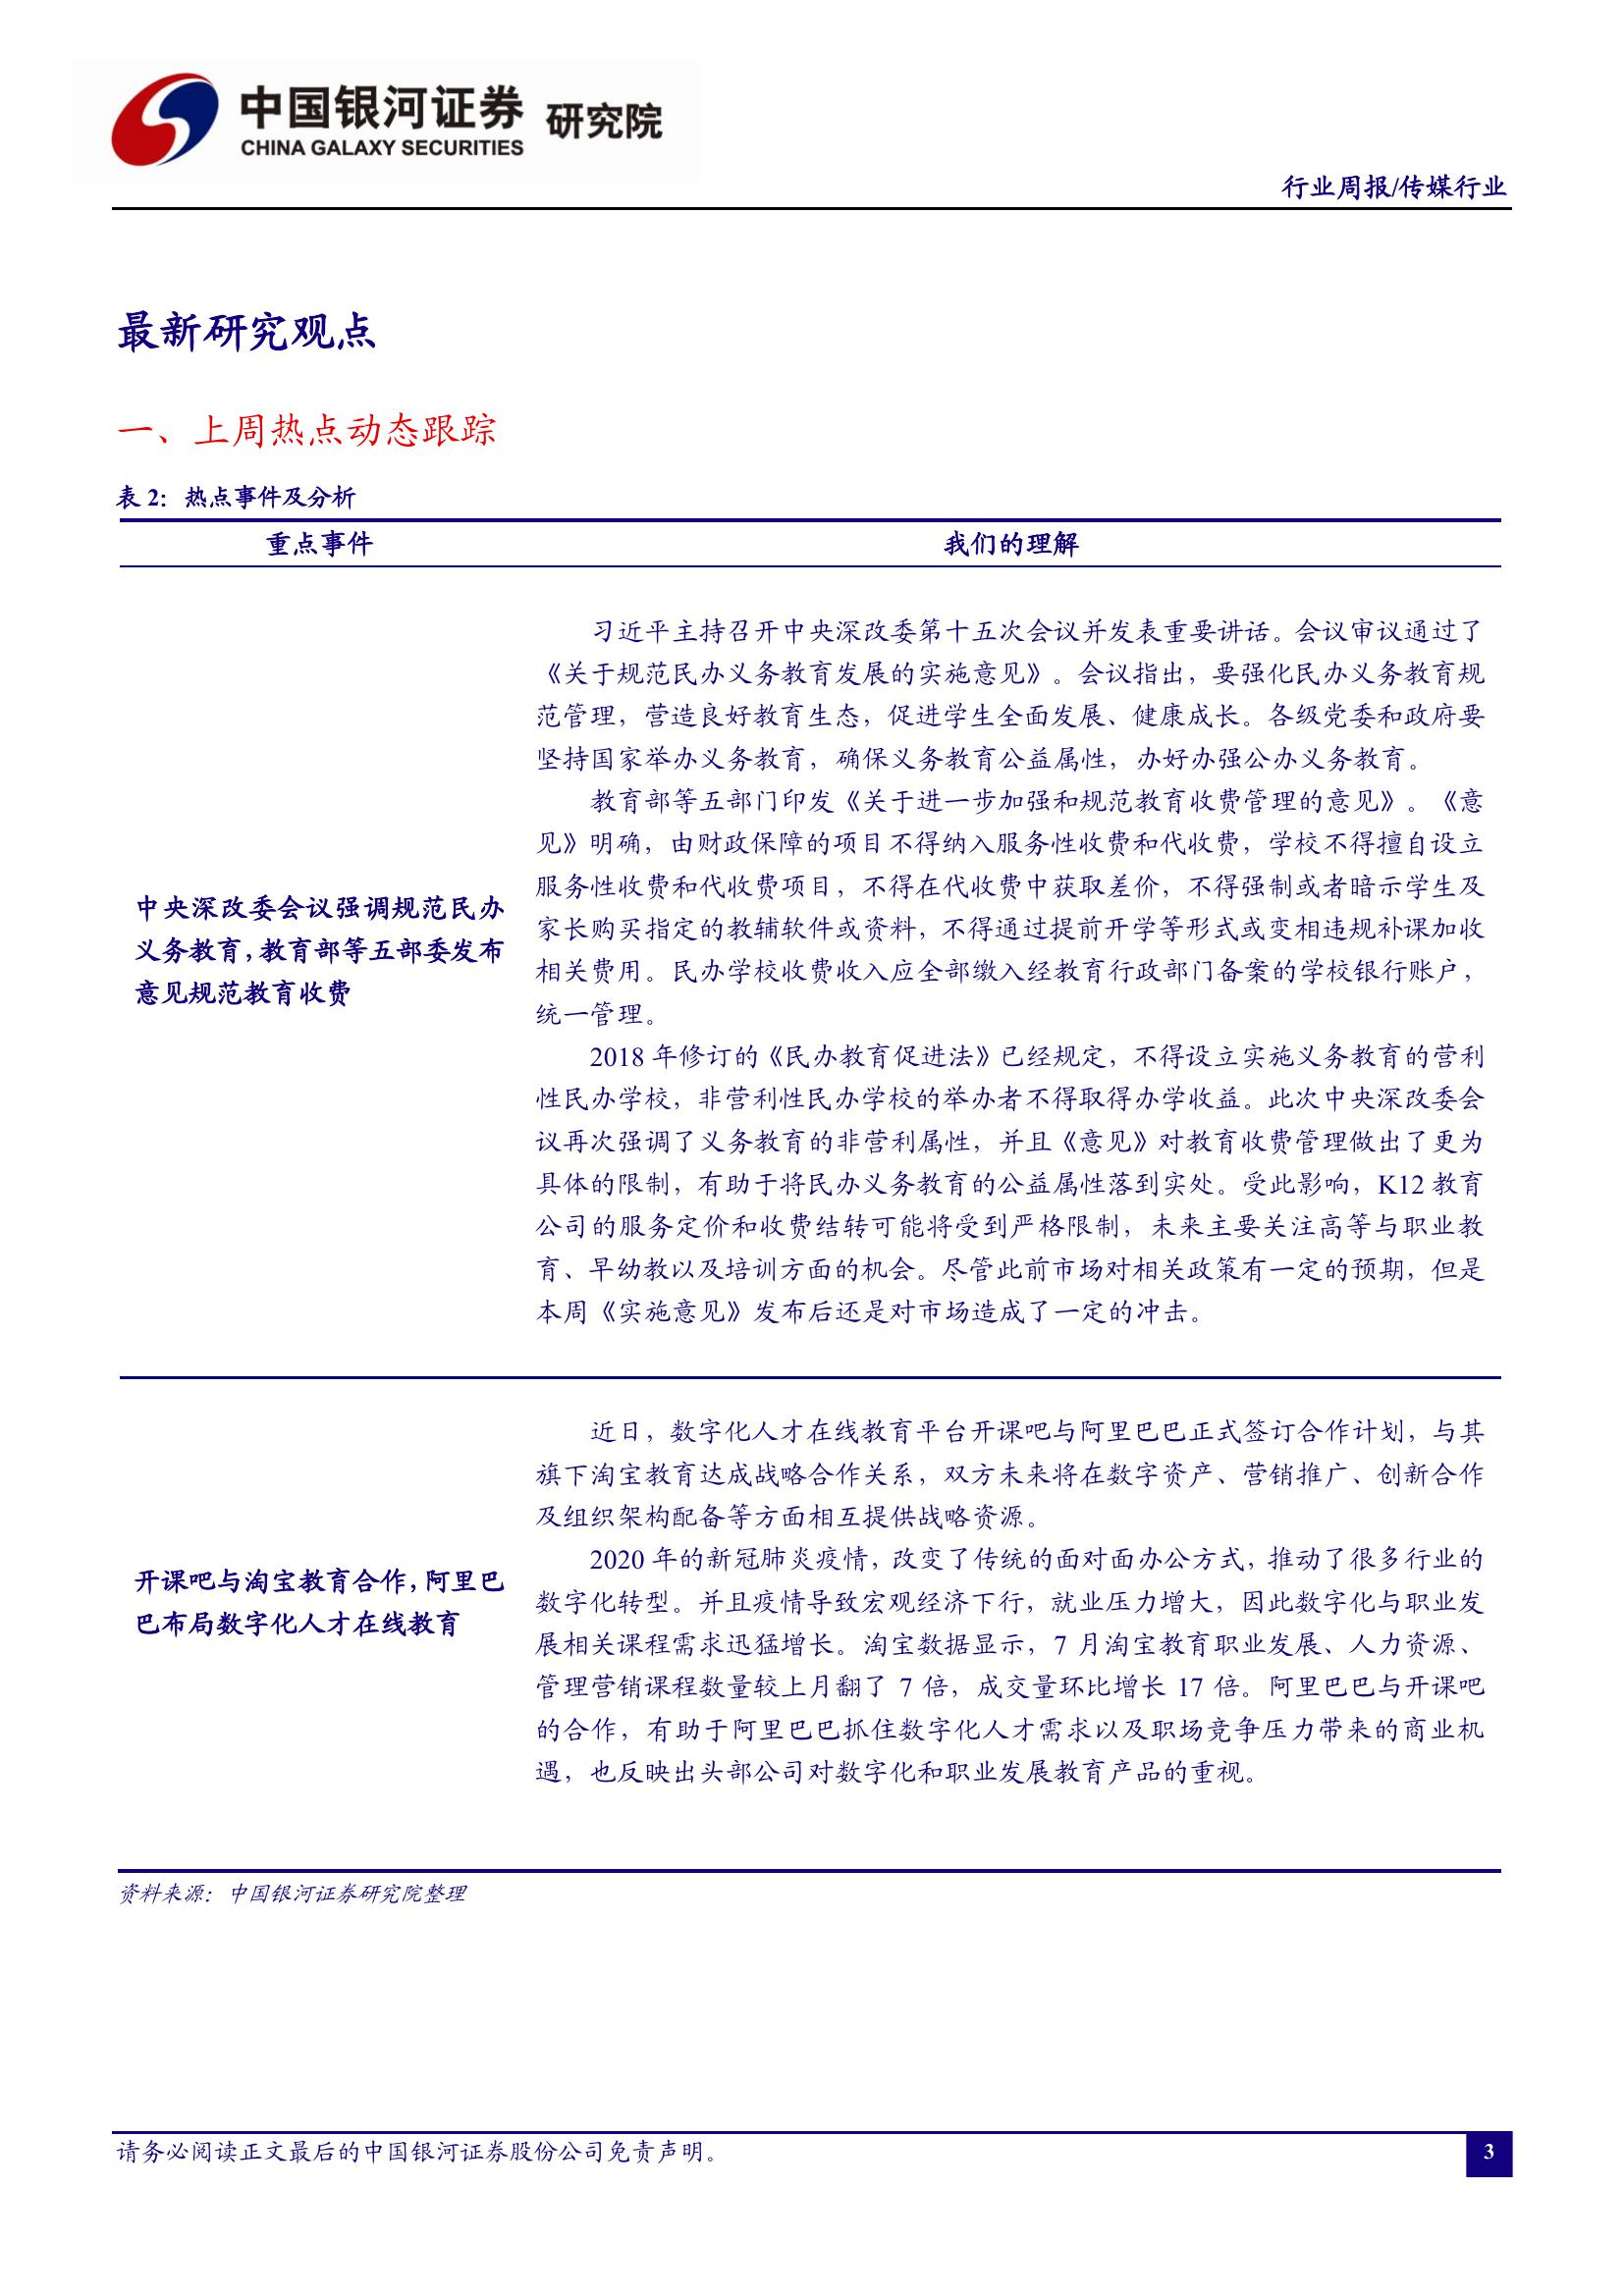 中国银河证券 研究院
CHINA GALAXY SECURITIES
行业周报/传媒行业
最新研究观点
一、上周热点动态跟踪
表 2：热点事件及分析
重点事件
我们的理解
中央深改委会议强调规范民办
义务教育，教育部等五部委发布
意见规范教育收费
习近平主持召开中央深改委第十五次会议并发表重要讲话。会议审议通过了
《关于规范民办义务教育发展的实施意见》。会议指出，要强化民办义务教育规
范管理，营造良好教育生态，促进学生全面发展、健康成长。各级党委和政府要
坚持国家举办义务教育，确保义务教育公益属性，办好办强公办义务教育。
教育部等五部门印发《关于进一步加强和规范教育收费管理的意见》。《意
见》明确，由财政保障的项目不得纳入服务性收费和代收费，学校不得擅自设立
服务性收费和代收费项目，不得在代收费中获取差价，不得强制或者暗示学生及
家长购买指定的教辅软件或资料，不得通过提前开学等形式或变相违规补课加收
相关费用。民办学校收费收入应全部缴入经教育行政部门备案的学校银行账户，
统一管理。
2018 年修订的《民办教育促进法》已经规定，不得设立实施义务教育的营利
性民办学校，非营利性民办学校的举办者不得取得办学收益。此次中央深改委会
议再次强调了义务教育的非营利属性，并且《意见》对教育收费管理做出了更为
具体的限制，有助于将民办义务教育的公益属性落到实处。受此影响，K12 教育
公司的服务定价和收费结转可能将受到严格限制，未来主要关注高等与职业教
育、早幼教以及培训方面的机会。尽管此前市场对相关政策有一定的预期，但是
本周《实施意见》发布后还是对市场造成了一定的冲击。
开课吧与淘宝教育合作，阿里巴
巴布局数字化人才在线教育
近日，数字化人才在线教育平台开课吧与阿里巴巴正式签订合作计划，与其
旗下淘宝教育达成战略合作关系，双方未来将在数字资产、营销推广、创新合作
及组织架构配备等方面相互提供战略资源。
2020 年的新冠肺炎疫情，改变了传统的面对面办公方式，推动了很多行业的
数字化转型。并且疫情导致宏观经济下行，就业压力增大，因此数字化与职业发
展相关课程需求迅猛增长。淘宝数据显示，7 月淘宝教育职业发展、人力资源、
管理营销课程数量较上月翻了 7 倍，成交量环比增长 17 倍。阿里巴巴与开课吧
的合作，有助于阿里巴巴抓住数字化人才需求以及职场竞争压力带来的商业机
遇，也反映出头部公司对数字化和职业发展教育产品的重视。
资料来源：中国银河证券研究院整理
请务必阅读正文最后的中国银河证券股份公司免责声明。
3